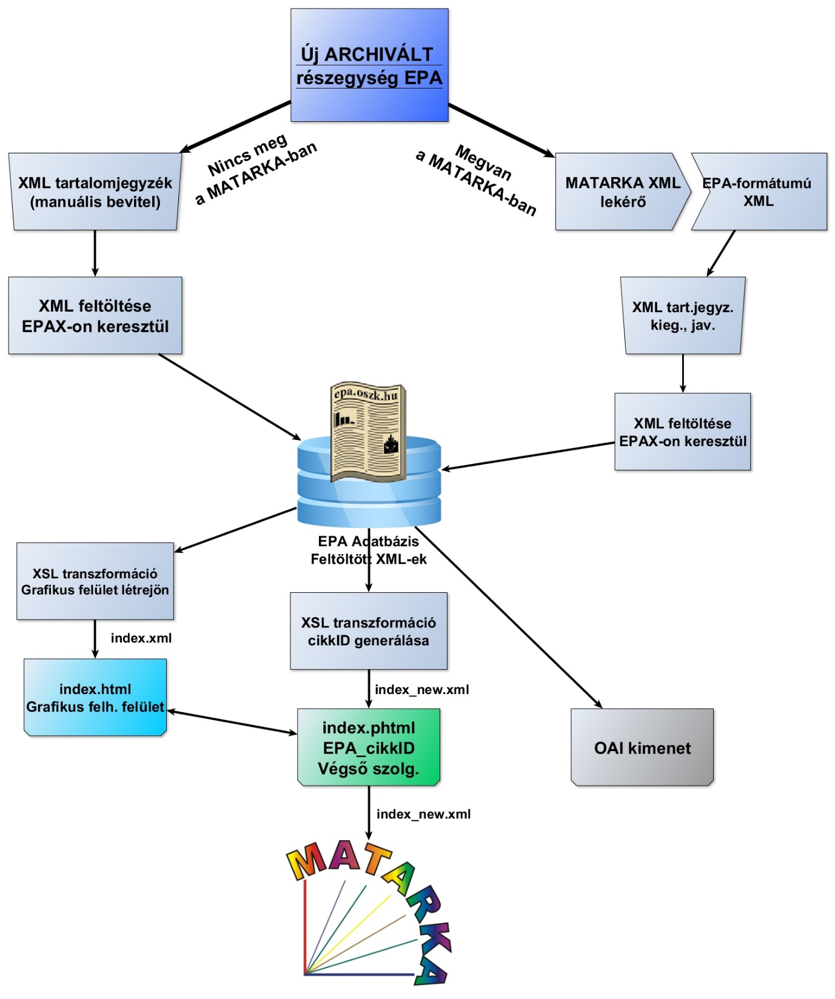 Új ARCHIVÁLT
részegység EPA
Nincs meg
a MATARKA-ban
Megvan
a MATARKA-ban
XML tartalomjegyzék
(manuális bevitel)
MATARKA XML
lekérő
EPA-formátumú
XML
XML feltöltése
EPAX-on keresztül
XML tart.jegyz.
kieg., jav.
epa.oszk.hu
XML feltöltése
EPAX-on keresztül
EPA Adatbázis
Feltöltött XML-ek
XSL transzformáció
Grafikus felület létrejön
XSL transzformáció
cikkID generálása
index.xml
index.html
Grafikus felh. felület
index_new.xml
index.phtml
EPA_cikkID
Végső szolg.
OAI kimenet
index_new.xml
MATARKA